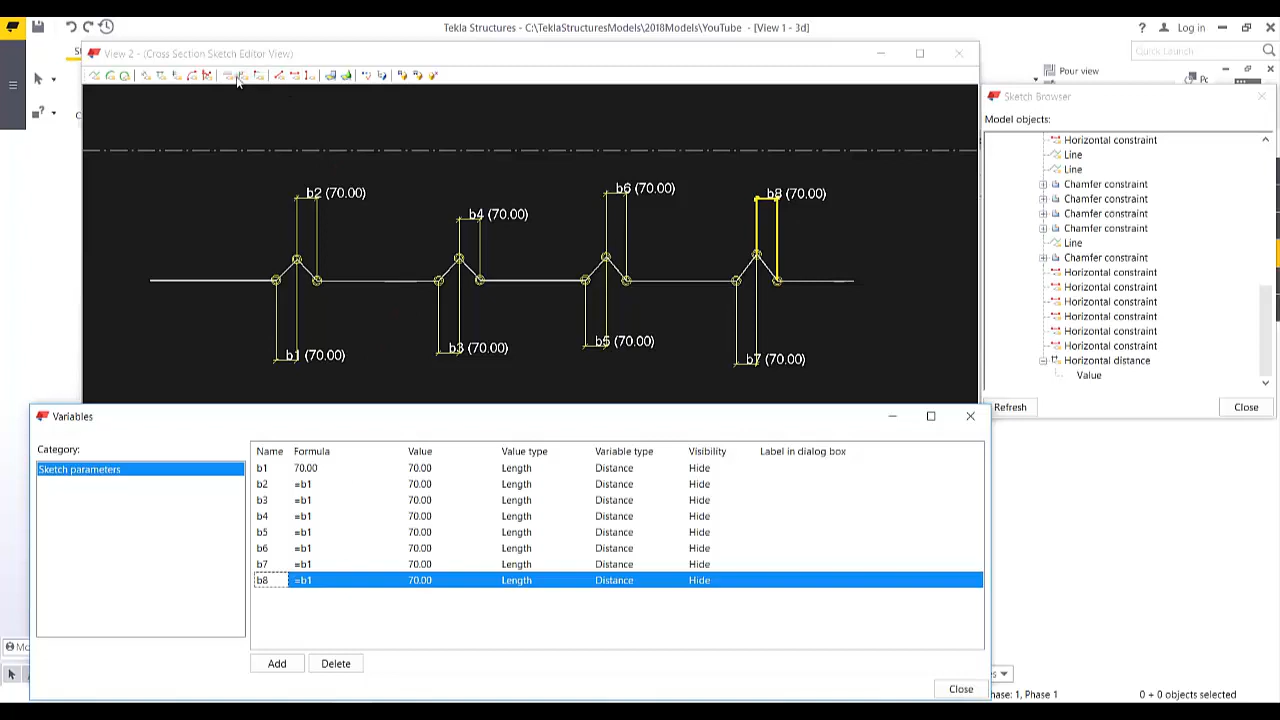 Tekla Structures - C:\TeklaStructuresModels\2018Models\YouTube - [View 1 - 3d]
? Log in
Quick Launch
View 2 - (Cross Section Sketch Editor View)
Pour view
Sketch Browser
Model objects:
Horizontal constraint
Line
Line
Chamfer constraint
Chamfer constraint
Chamfer constraint
Chamfer constraint
Line
Chamfer constraint
Horizontal constraint
Horizontal constraint
Horizontal constraint
Horizontal constraint
Horizontal constraint
Horizontal constraint
Horizontal distance
Value
Refresh
Close
b2 (70.00)
b4 (70.00)
b6 (70.00)
b8 (70.00)
b1 (70.00)
b3 (70.00)
b5 (70.00)
b7 (70.00)
Variables
Category:
Sketch parameters
Name Formula Value Value type Variable type Visibility Label in dialog box
b1 70.00 70.00 Length Distance Hide
b2 =b1 70.00 Length Distance Hide
b3 =b1 70.00 Length Distance Hide
b4 =b1 70.00 Length Distance Hide
b5 =b1 70.00 Length Distance Hide
b6 =b1 70.00 Length Distance Hide
b7 =b1 70.00 Length Distance Hide
b8 =b1 70.00 Length Distance Hide
Add
Delete
Close
Phase: 1, Phase 1
0 + 0 objects selected